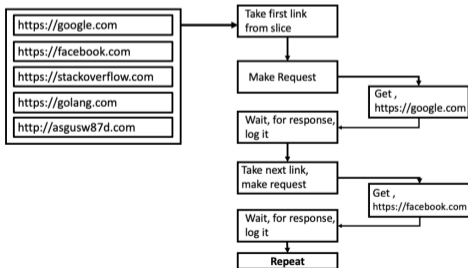 https://google.com
https://facebook.com
https://stackoverflow.com
https://golang.com
http://asgusw87d.com
Take first link
from slice
Make Request
Get ,
https://google.com
Wait, for response,
log it
Take next link,
make request
Get ,
https://facebook.com
Wait, for response,
log it
Repeat